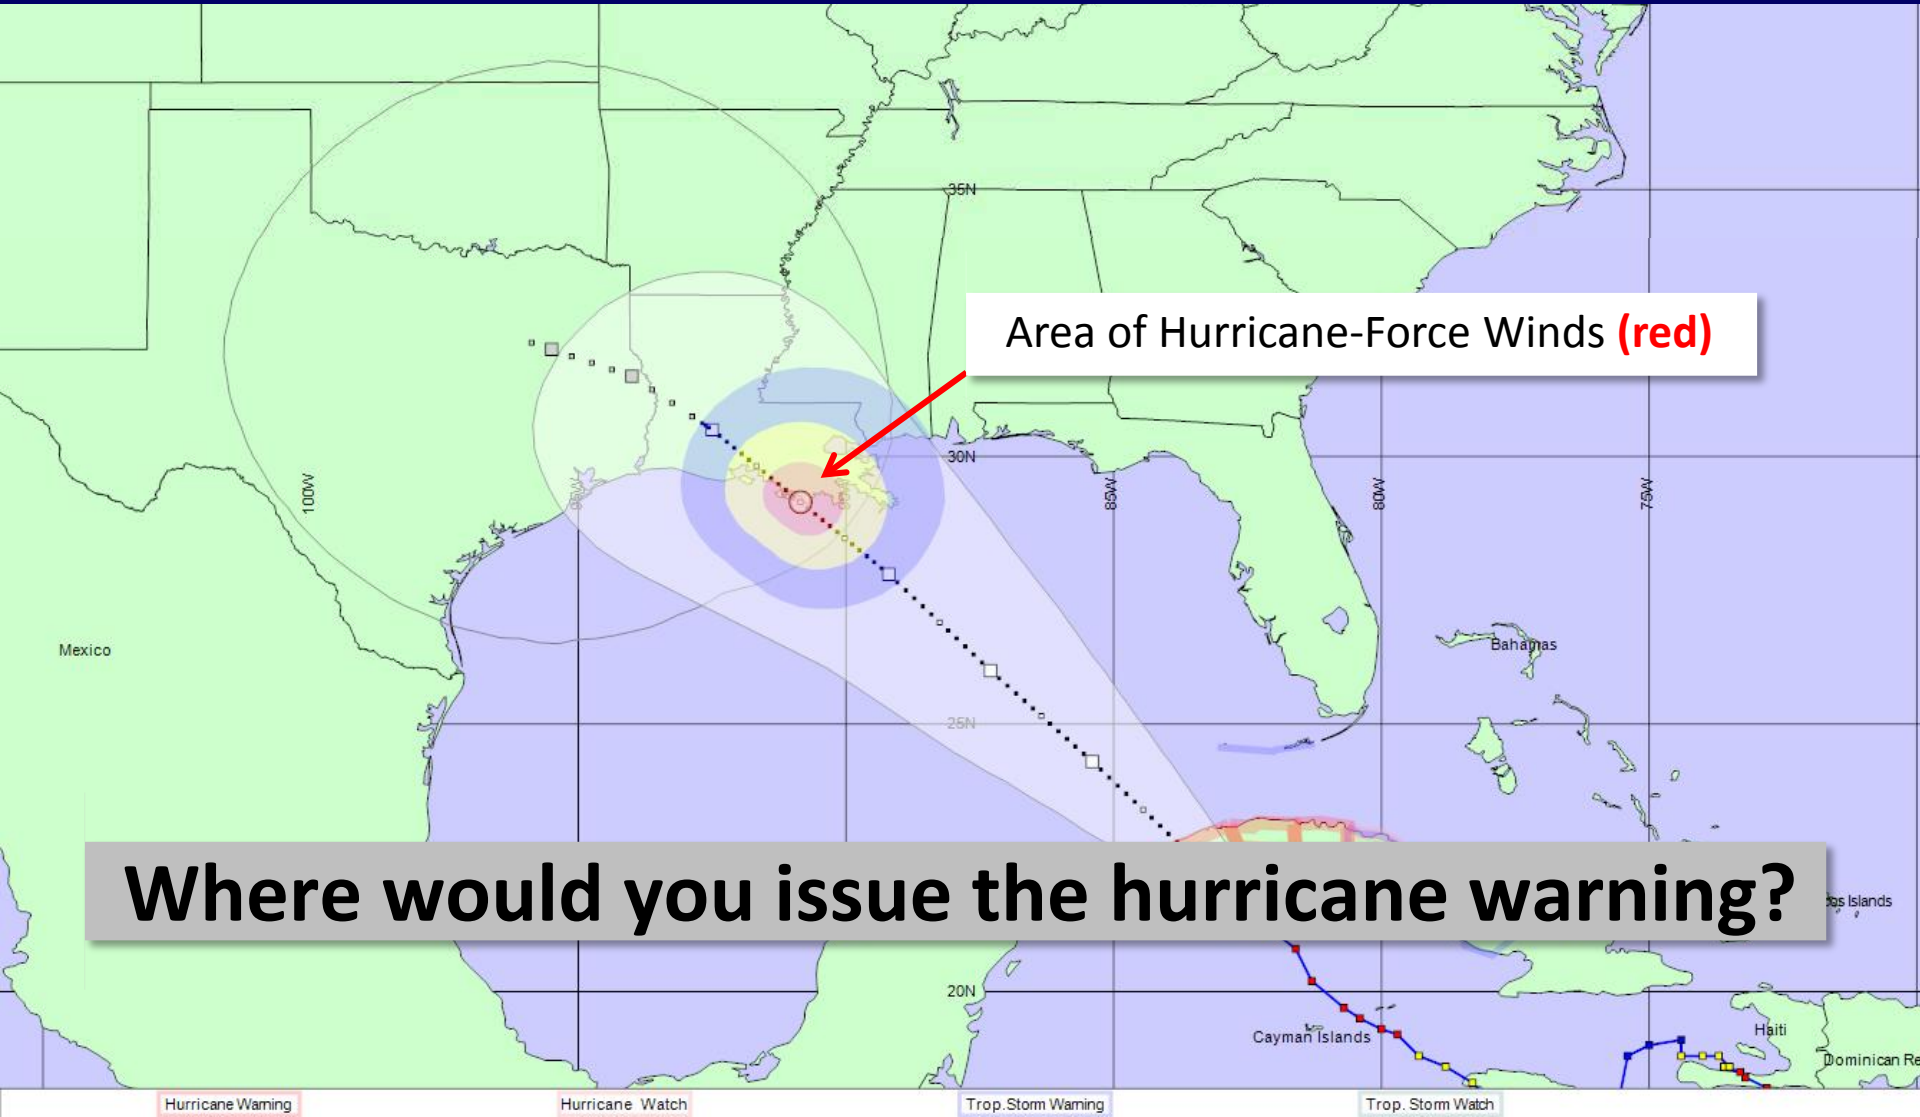 35N
Area of Hurricane-Force Winds (red)
30N
100W
85W
80W
75W
Mexico
Bahamas
25N
Where would you issue the hurricane warning?
os Islands
20N
Cayman Islands
Haiti
Dominican Re
Hurricane Warning
Hurricane Watch
Trop. Storm Warning
Trop. Storm Watch